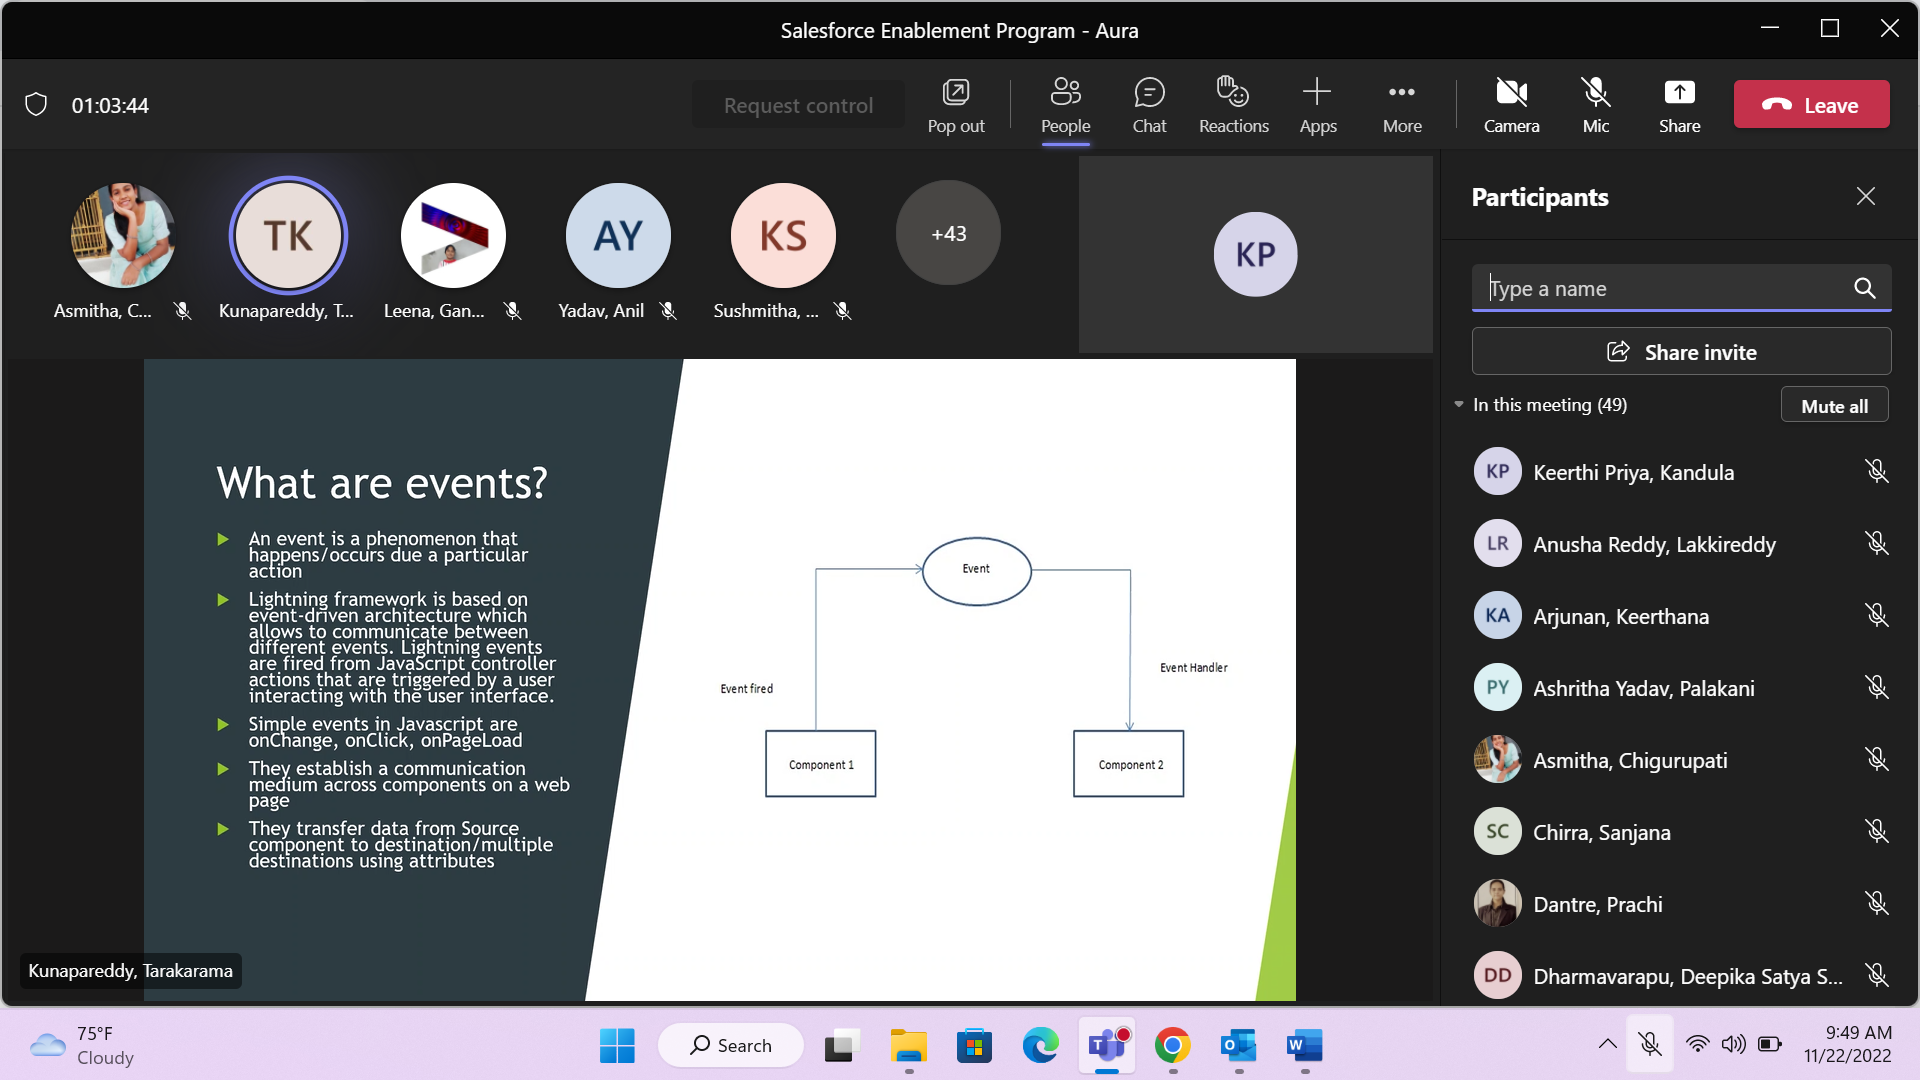 Salesforce Enablement Program - Aura
01:03:44
Request control
Pop out
People
Chat
Reactions
Apps
More
Camera
Mic
Share
Leave
TK
AY
KS
+43
KP
Asmitha, C...
Kunapareddy, T...
Leena, Gan...
Yadav, Anil
Sushmitha, ...
What are events?
An event is a phenomenon that
happens/occurs due a particular
action
Lightning framework is based on
event-driven architecture which
allows to communicate between
different events. Lightning events
are fired from JavaScript controller
actions that are triggered by a user
interacting with the user interface.
Simple events in Javascript are
onChange, onClick, onPageLoad
They establish a communication
medium across components on a web
page
They transfer data from Source
component to destination/multiple
destinations using attributes
Event
Event fired
Event Handler
Component 1
Component 2
Kunapareddy, Tarakarama
Participants
Type a name
Share invite
In this meeting (49)
Mute all
KP
Keerthi Priya, Kandula
LR
Anusha Reddy, Lakkireddy
KA
Arjunan, Keerthana
PY
Ashritha Yadav, Palakani
Asmitha, Chigurupati
SC
Chirra, Sanjana
Dantre, Prachi
DD
Dharmavarapu, Deepika Satya S...
75°F
Cloudy
Search
9:49 AM
11/22/2022